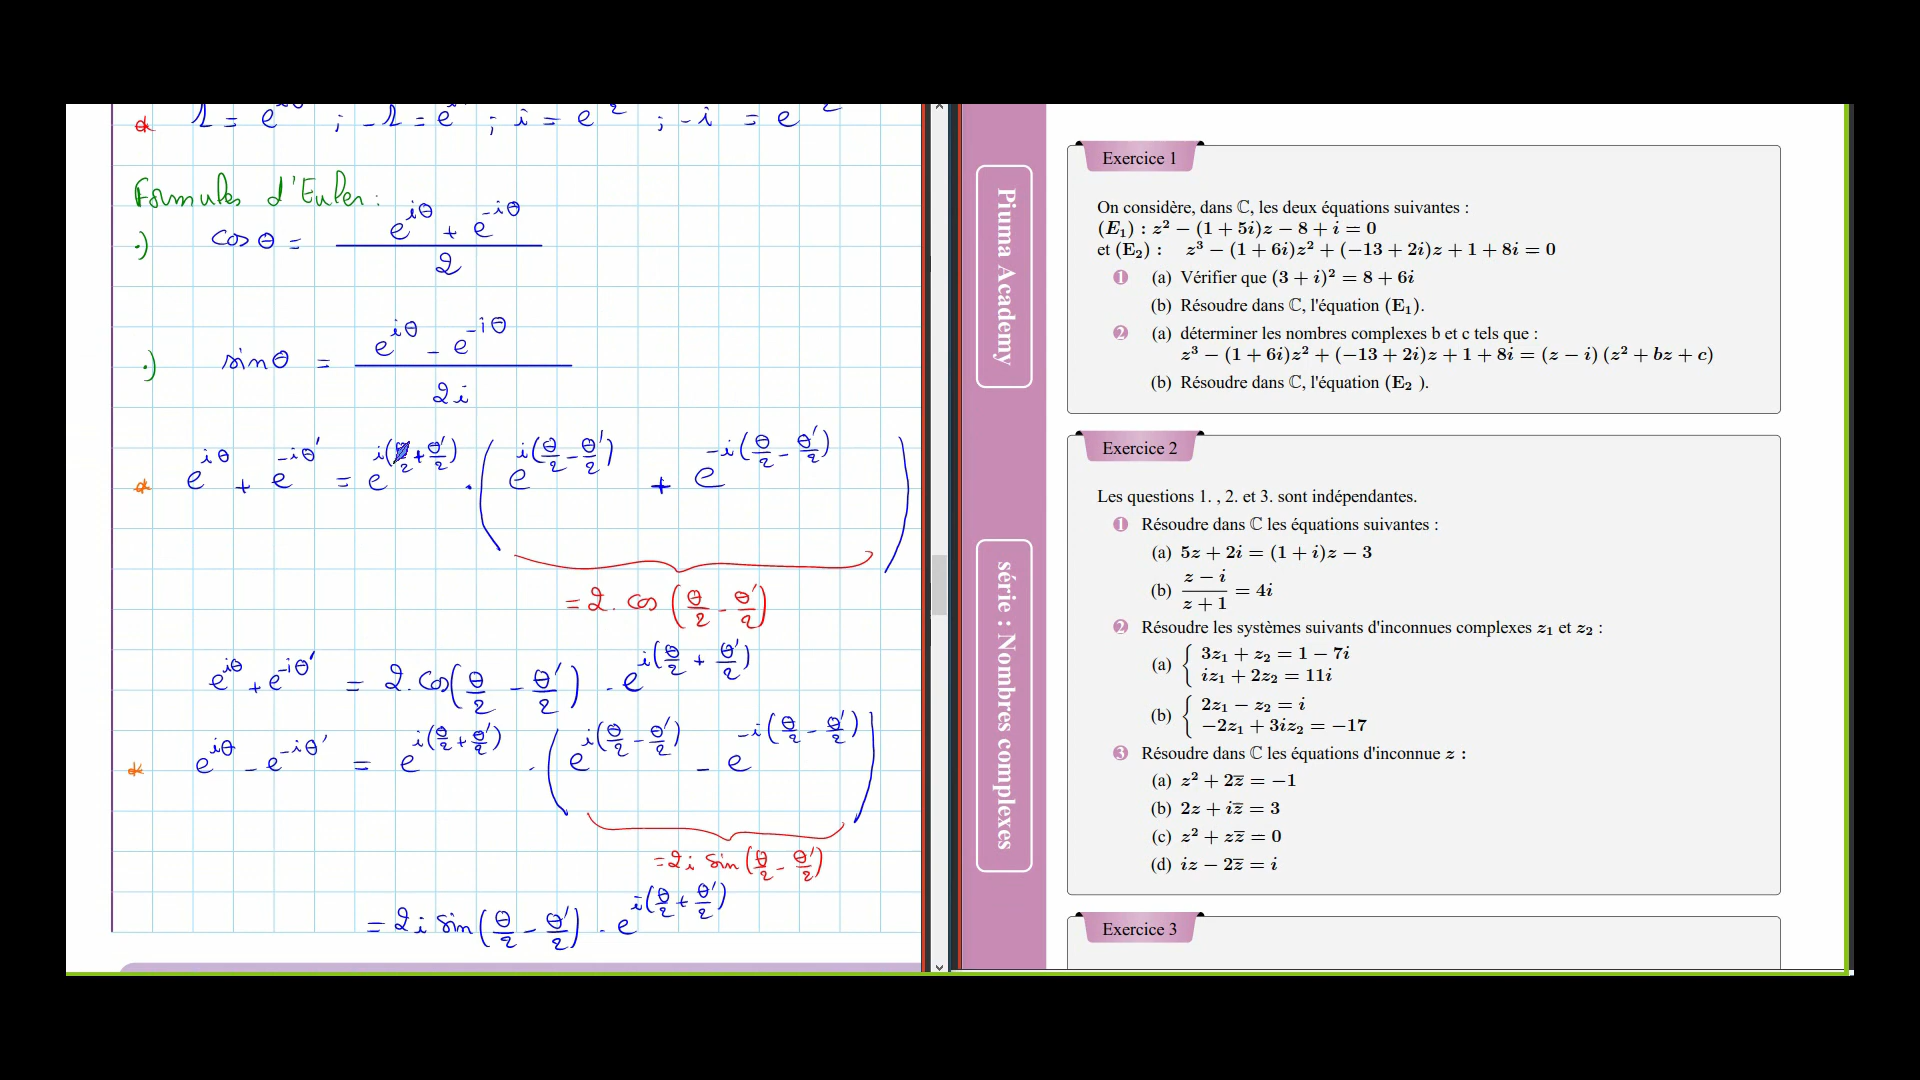 1 = e^{iθ} ; -1 = e^{i} ; i = e^{2} ; -i = e^{2}
Formules d'Euler :
•) cos θ = (e^{iθ} + e^{-iθ}) / 2
•) sin θ = (e^{iθ} - e^{-iθ}) / 2i
* e^{iθ} + e^{-iθ'} = e^{i(θ/2 + θ'/2)} . ( e^{i(θ/2 - θ'/2)} + e^{-i(θ/2 - θ'/2)} )
= 2 . cos (θ/2 - θ'/2)
e^{iθ} + e^{-iθ'} = 2 . cos(θ/2 - θ'/2) . e^{i(θ/2 + θ'/2)}
* e^{iθ} - e^{-iθ'} = e^{i(θ/2 + θ'/2)} . ( e^{i(θ/2 - θ'/2)} - e^{-i(θ/2 - θ'/2)} )
= 2i sin (θ/2 - θ'/2)
= 2i sin (θ/2 - θ'/2) . e^{i(θ/2 + θ'/2)}
Piuma Academy
série : Nombres complexes
Exercice 1
On considère, dans ℂ, les deux équations suivantes :
(E₁) : z² − (1 + 5i)z − 8 + i = 0
et (E₂) : z³ − (1 + 6i)z² + (−13 + 2i)z + 1 + 8i = 0
1 (a) Vérifier que (3 + i)² = 8 + 6i
(b) Résoudre dans ℂ, l'équation (E₁).
2 (a) déterminer les nombres complexes b et c tels que :
z³ − (1 + 6i)z² + (−13 + 2i)z + 1 + 8i = (z − i) (z² + bz + c)
(b) Résoudre dans ℂ, l'équation (E₂ ).
Exercice 2
Les questions 1. , 2. et 3. sont indépendantes.
1 Résoudre dans ℂ les équations suivantes :
(a) 5z + 2i = (1 + i)z − 3
(b) (z − i)/(z + 1) = 4i
2 Résoudre les systèmes suivants d'inconnues complexes z₁ et z₂ :
(a) { 3z₁ + z₂ = 1 − 7i
iz₁ + 2z₂ = 11i
(b) { 2z₁ − z₂ = i
−2z₁ + 3iz₂ = −17
3 Résoudre dans ℂ les équations d'inconnue z :
(a) z² + 2z̅ = −1
(b) 2z + iz̅ = 3
(c) z² + zz̅ = 0
(d) iz − 2z̅ = i
Exercice 3